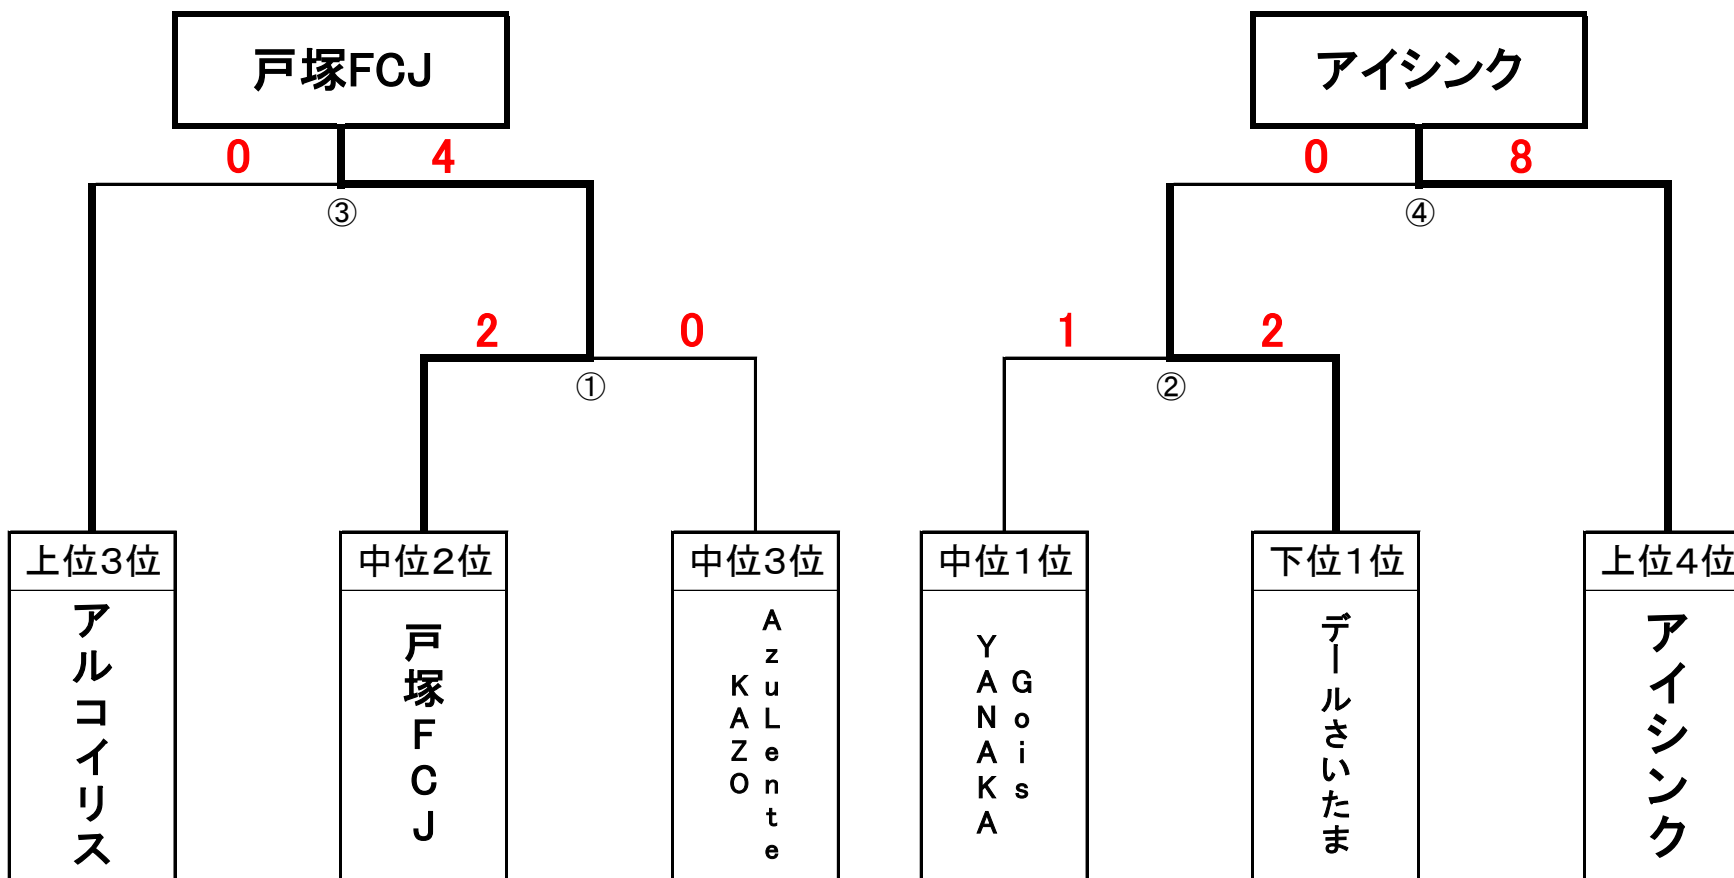 戸塚FCJ
アイシンク
0 4
0 8
③
④
2 0
1 2
①
②
上位3位
中位2位
中位3位
中位1位
下位1位
上位4位
アルコイリス
戸塚FCJ
AzuLente
KAZO
Gois
YANAKA
デールさいたま
アイシンク